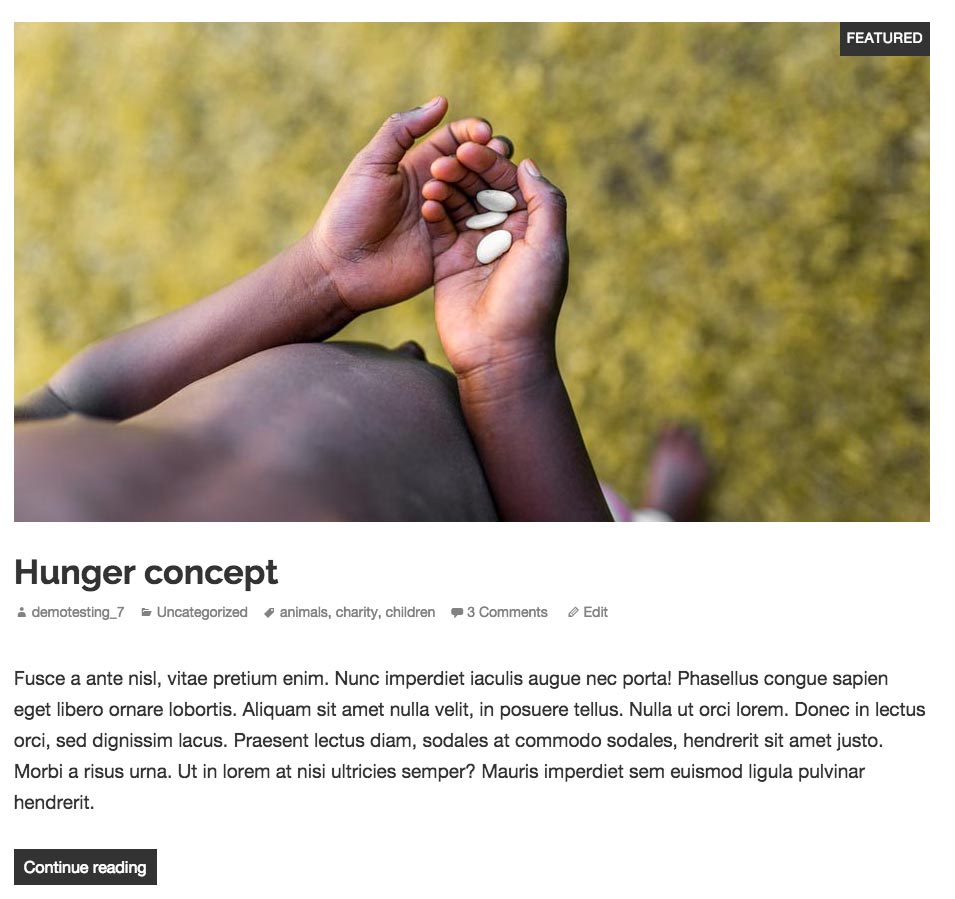 FEATURED
Hunger concept
demotesting_7 Uncategorized animals, charity, children 3 Comments Edit
Fusce a ante nisl, vitae pretium enim. Nunc imperdiet iaculis augue nec porta! Phasellus congue sapien
eget libero ornare lobortis. Aliquam sit amet nulla velit, in posuere tellus. Nulla ut orci lorem. Donec in lectus
orci, sed dignissim lacus. Praesent lectus diam, sodales at commodo sodales, hendrerit sit amet justo.
Morbi a risus urna. Ut in lorem at nisi ultricies semper? Mauris imperdiet sem euismod ligula pulvinar
hendrerit.
Continue reading